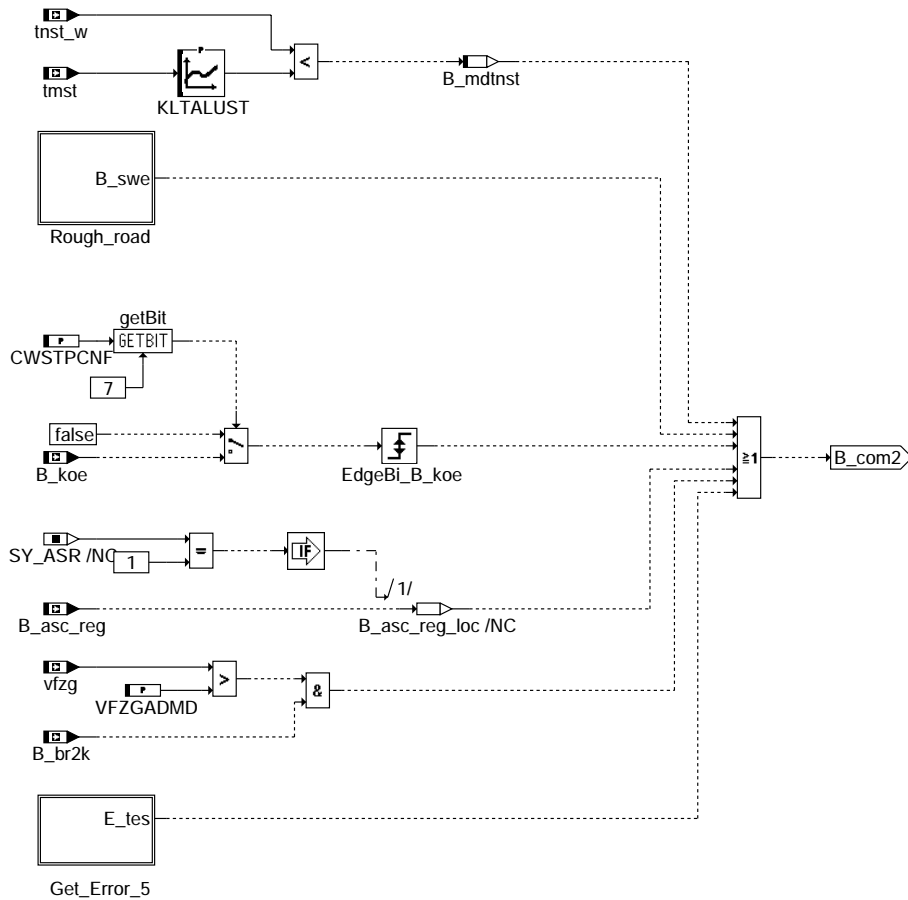 tnst_w
tmst
P
KLTALUST
<
B_mdtnst
B_swe
Rough_road
getBit
P
GETBIT
CWSTPCNF
7
false
B_koe
EdgeBi_B_koe
≧1
B_com2
SY_ASR /NC
1
=
IF
/ 1/
B_asc_reg
B_asc_reg_loc /NC
vfzg
>
P
VFZGADMD
&
B_br2k
E_tes
Get_Error_5